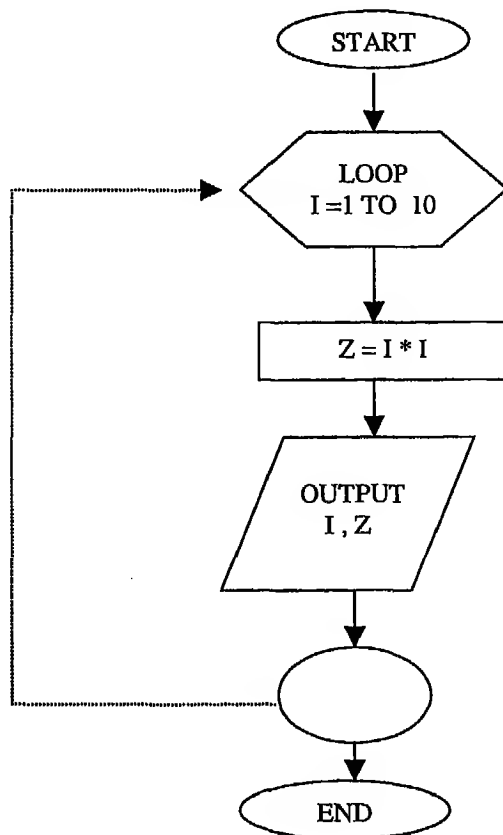 START
LOOP
I =1 TO 10
Z = I * I
OUTPUT
I , Z
END